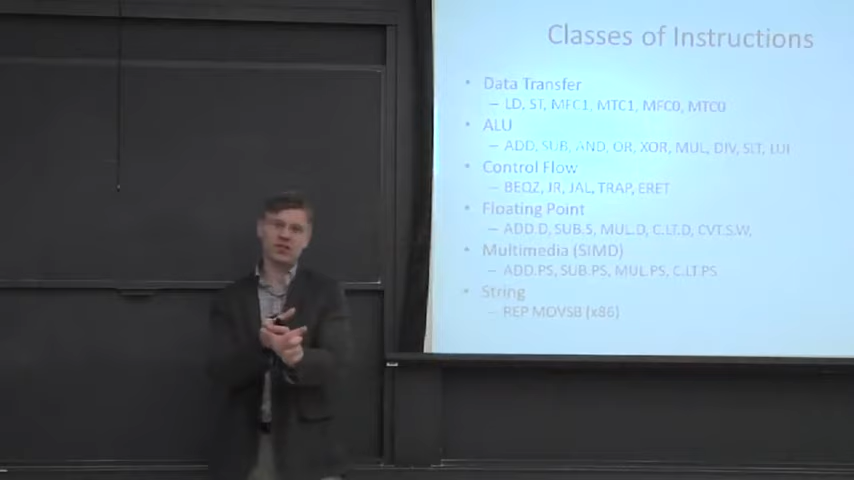 Classes of Instructions
• Data Transfer
– LD, ST, MFC1, MTC1, MFC0, MTC0
• ALU
– ADD, SUB, AND, OR, XOR, MUL, DIV, SLT, LUI
• Control Flow
– BEQZ, JR, JAL, TRAP, ERET
• Floating Point
– ADD.D, SUB.S, MUL.D, C.LT.D, CVT.S.W,
• Multimedia (SIMD)
– ADD.PS, SUB.PS, MUL.PS, C.LT.PS
• String
– REP MOVSB (x86)